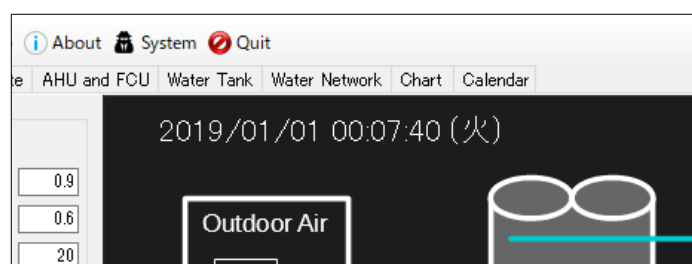 About System Quit
te AHU and FCU Water Tank Water Network Chart Calendar
2019/01/01 00:07:40 (火)
0.9
0.6
Outdoor Air
20